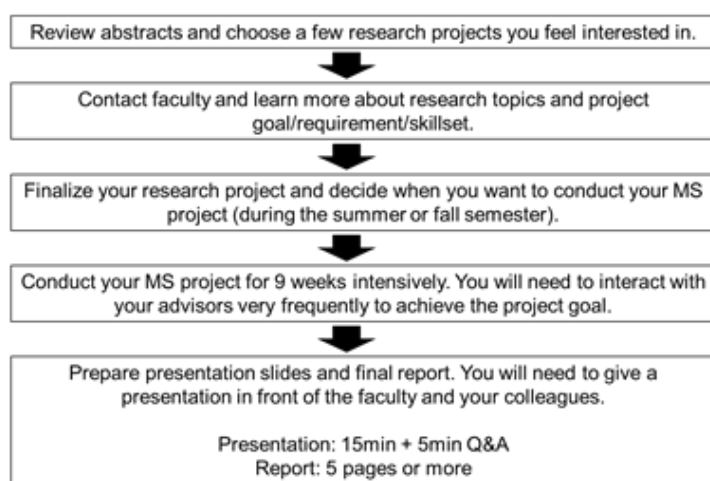 Review abstracts and choose a few research projects you feel interested in.
Contact faculty and learn more about research topics and project
goal/requirement/skillset.
Finalize your research project and decide when you want to conduct your MS
project (during the summer or fall semester).
Conduct your MS project for 9 weeks intensively. You will need to interact with
your advisors very frequently to achieve the project goal.
Prepare presentation slides and final report. You will need to give a
presentation in front of the faculty and your colleagues.
Presentation: 15min + 5min Q&A
Report: 5 pages or more